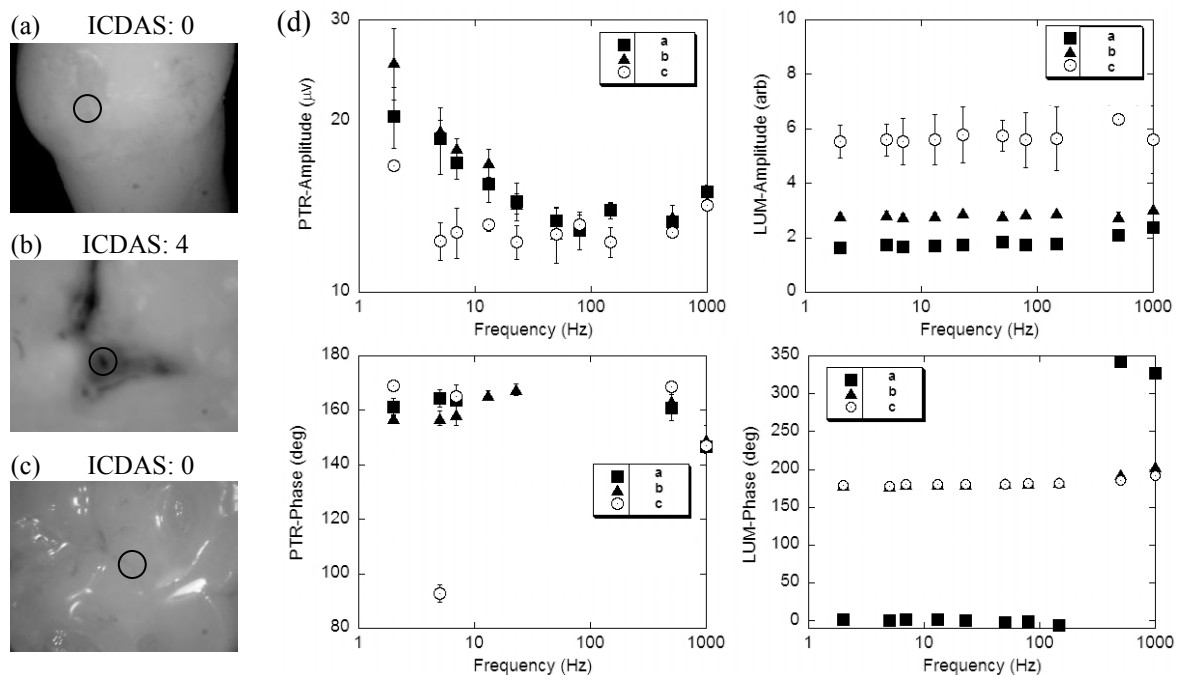 (a) ICDAS: 0
(b) ICDAS: 4
(c) ICDAS: 0
(d)
30
20
10
PTR-Amplitude (μv)
a
b
c
1 10 100 1000
Frequency (Hz)
10
8
6
4
2
0
LUM-Amplitude (arb)
a
b
c
1 10 100 1000
Frequency (Hz)
180
160
140
120
100
80
PTR-Phase (deg)
a
b
c
1 10 100 1000
Frequency (Hz)
350
300
250
200
150
100
50
0
LUM-Phase (deg)
a
b
c
1 10 100 1000
Frequency (Hz)